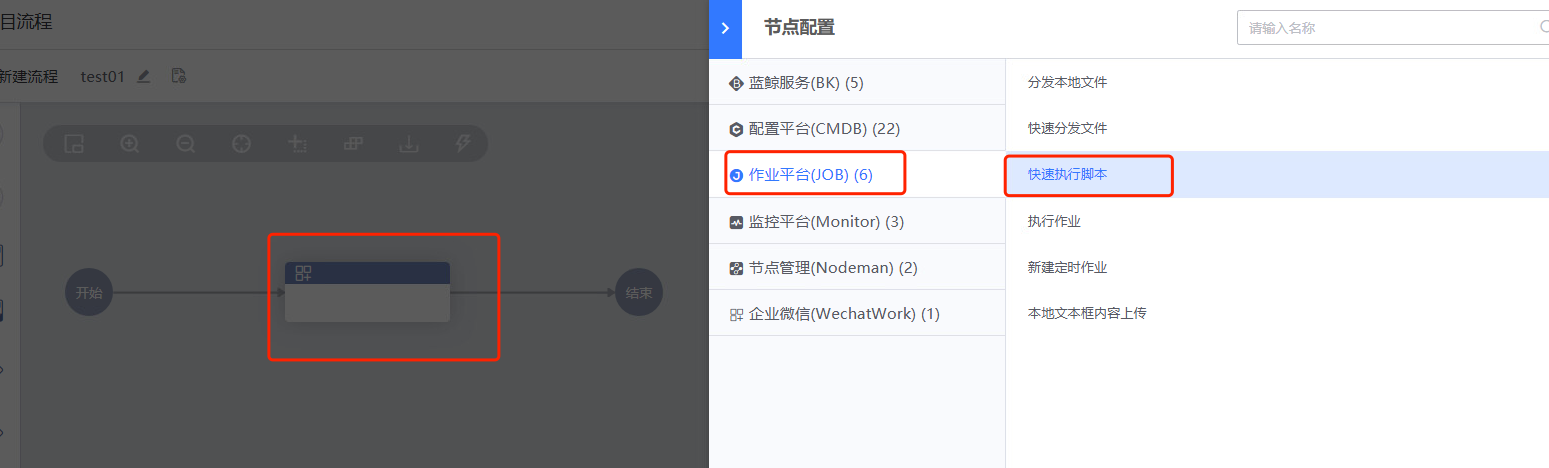 目流程
新建流程 test01
开始
结束
节点配置
请输入名称
蓝鲸服务(BK) (5)
配置平台(CMDB) (22)
作业平台(JOB) (6)
监控平台(Monitor) (3)
节点管理(Nodeman) (2)
企业微信(WechatWork) (1)
分发本地文件
快速分发文件
快速执行脚本
执行作业
新建定时作业
本地文本框内容上传